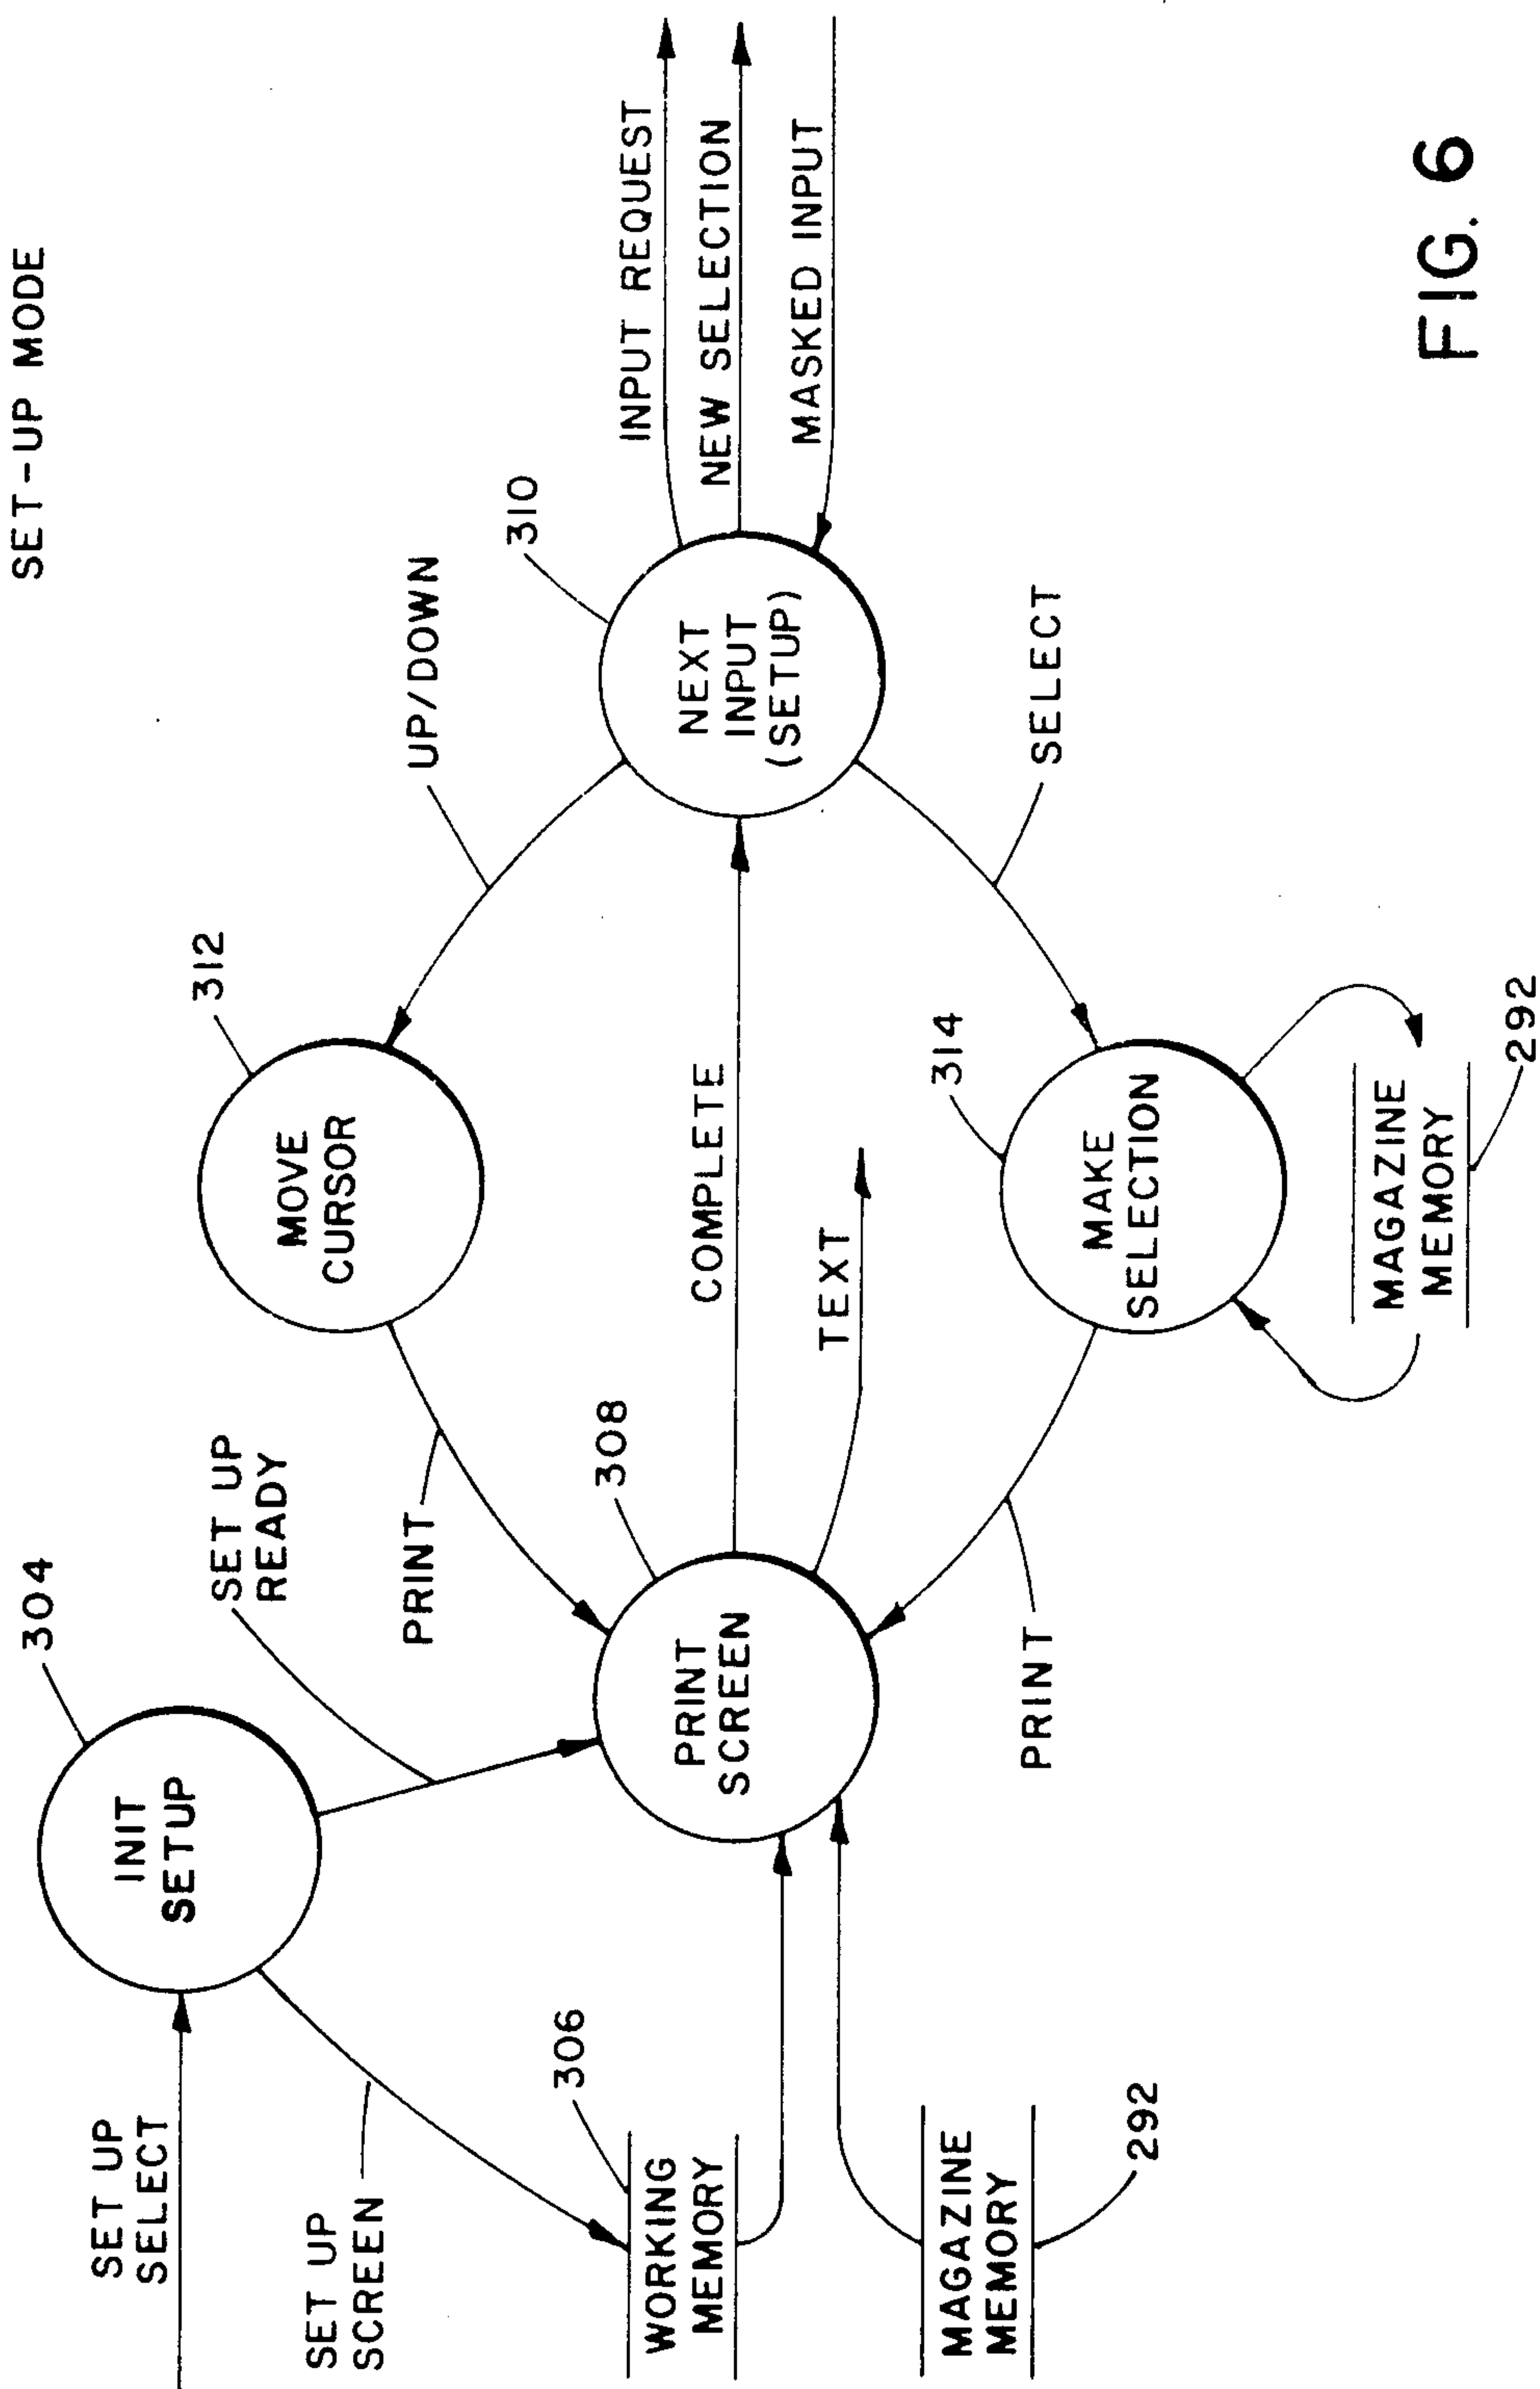 SET-UP MODE
SET UP
SELECT
304
INIT
SETUP
SET UP
SCREEN
SET UP
READY
312
MOVE
CURSOR
UP/DOWN
PRINT
306
WORKING
MEMORY
308
PRINT
SCREEN
COMPLETE
310
NEXT
INPUT
(SETUP)
INPUT REQUEST
NEW SELECTION
MASKED INPUT
TEXT
MAGAZINE
MEMORY
292
PRINT
314
MAKE
SELECTION
SELECT
MAGAZINE
MEMORY
292
FIG. 6